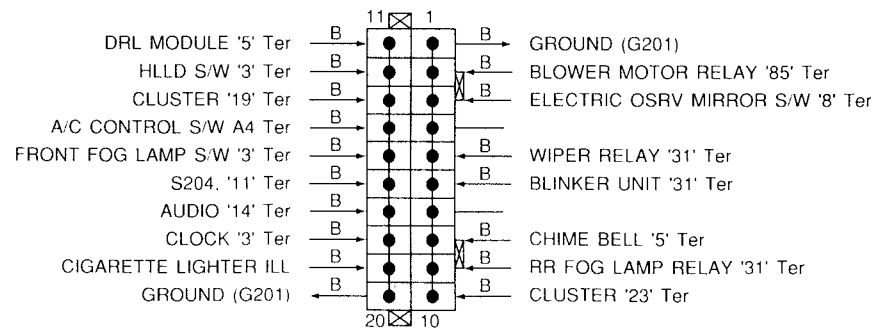 11 1
DRL MODULE '5' Ter B B GROUND (G201)
HLLD S/W '3' Ter B B BLOWER MOTOR RELAY '85' Ter
CLUSTER '19' Ter B B ELECTRIC OSRV MIRROR S/W '8' Ter
A/C CONTROL S/W A4 Ter B
FRONT FOG LAMP S/W '3' Ter B B WIPER RELAY '31' Ter
S204, '11' Ter B B BLINKER UNIT '31' Ter
AUDIO '14' Ter B
CLOCK '3' Ter B B CHIME BELL '5' Ter
CIGARETTE LIGHTER ILL B B RR FOG LAMP RELAY '31' Ter
GROUND (G201) B B CLUSTER '23' Ter
20 10